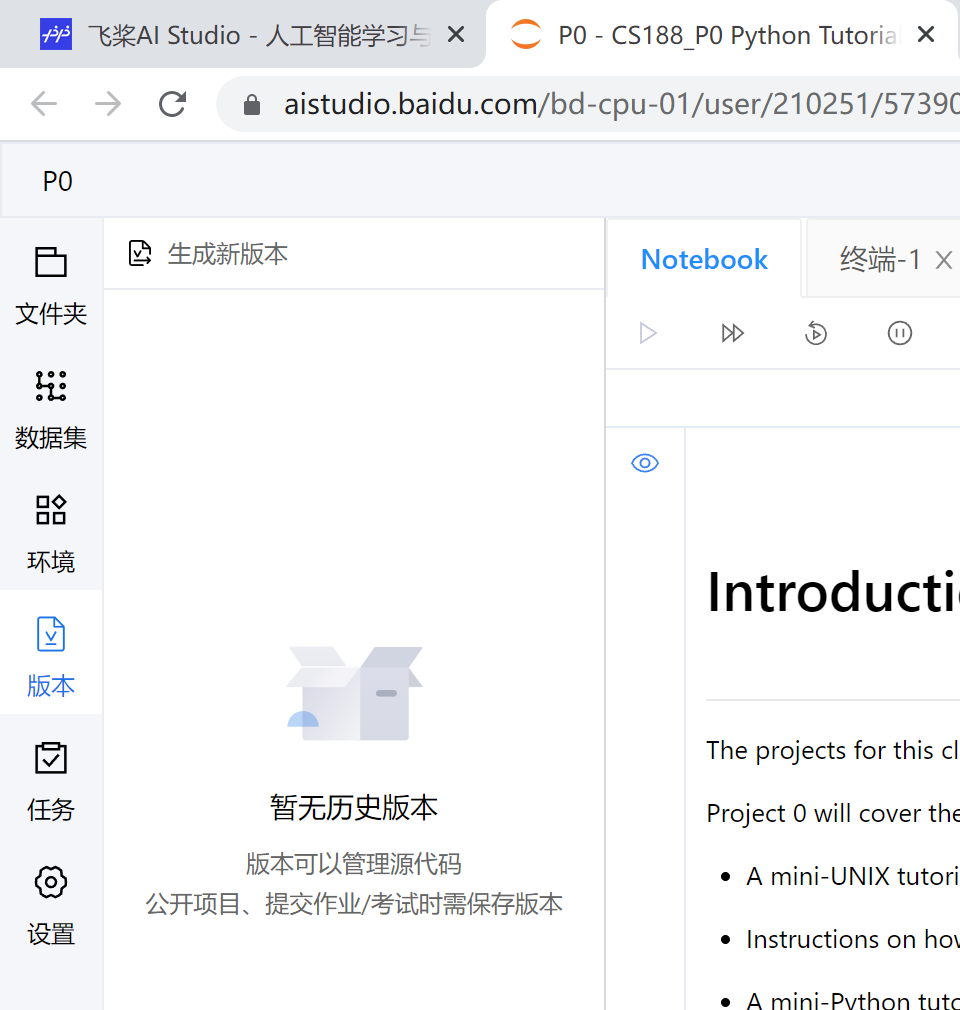 飞桨AI Studio - 人工智能学习与
P0 - CS188_P0 Python Tutorial
aistudio.baidu.com/bd-cpu-01/user/210251/57390
P0
文件夹
数据集
环境
版本
任务
设置
生成新版本
暂无历史版本
版本可以管理源代码
公开项目、提交作业/考试时需保存版本
Notebook
终端-1
Introducti
The projects for this cl
Project 0 will cover the
A mini-UNIX tutori
Instructions on how
A mini-Python tuto